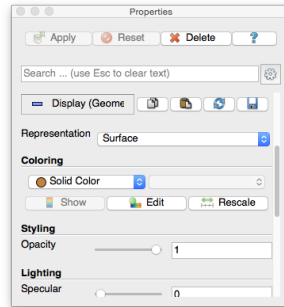 Properties
Apply Reset Delete ?
Search ... (use Esc to clear text)
Display (Geome
Representation Surface
Coloring
Solid Color
Show Edit Rescale
Styling
Opacity 1
Lighting
Specular 0